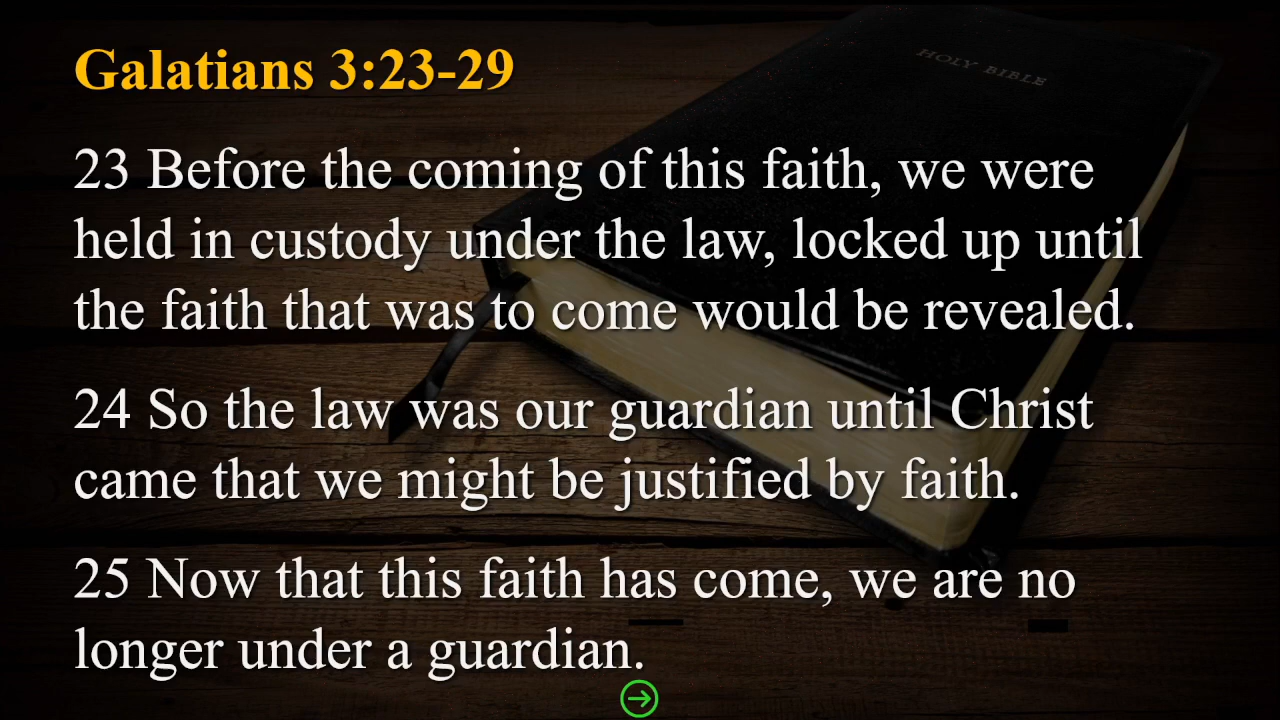 HOLY BIBLE
Galatians 3:23-29
23 Before the coming of this faith, we were
held in custody under the law, locked up until
the faith that was to come would be revealed.
24 So the law was our guardian until Christ
came that we might be justified by faith.
25 Now that this faith has come, we are no
longer under a guardian.